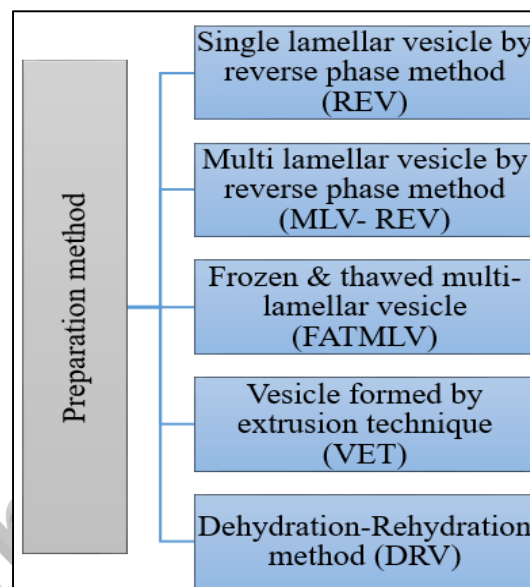 Preparation method
Single lamellar vesicle by
reverse phase method
(REV)
Multi lamellar vesicle by
reverse phase method
(MLV- REV)
Frozen & thawed multi-
lamellar vesicle
(FATMLV)
Vesicle formed by
extrusion technique
(VET)
Dehydration-Rehydration
method (DRV)